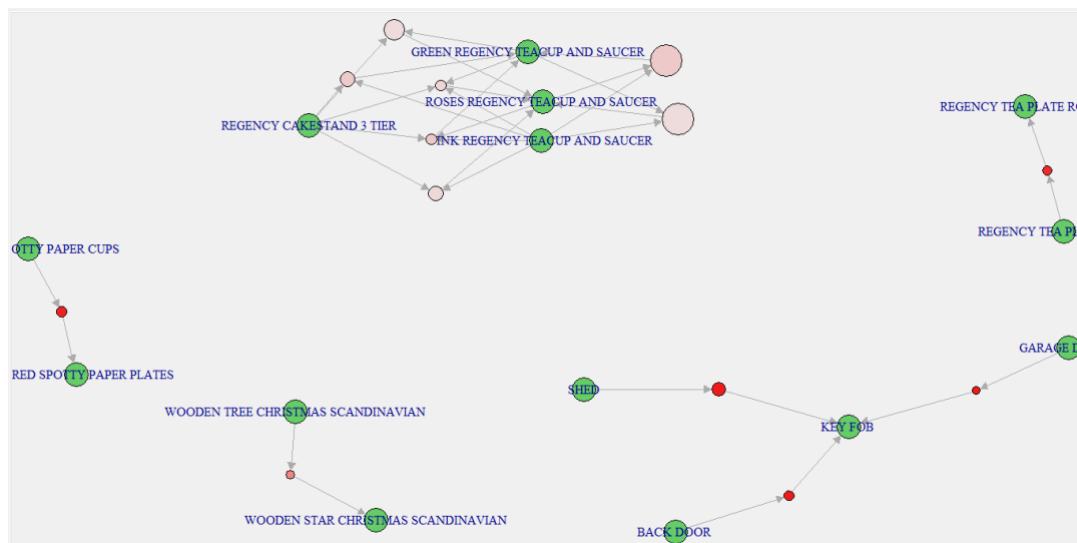 GREEN REGENCY TEACUP AND SAUCER
ROSES REGENCY TEACUP AND SAUCER
REGENCY TEA PLATE RO
REGENCY CAKESTAND 3 TIER
INK REGENCY TEACUP AND SAUCER
REGENCY TEA PL
OTTY PAPER CUPS
GARAGE D
RED SPOTTY PAPER PLATES
SHED
WOODEN TREE CHRISTMAS SCANDINAVIAN
KEY FOB
WOODEN STAR CHRISTMAS SCANDINAVIAN
BACK DOOR